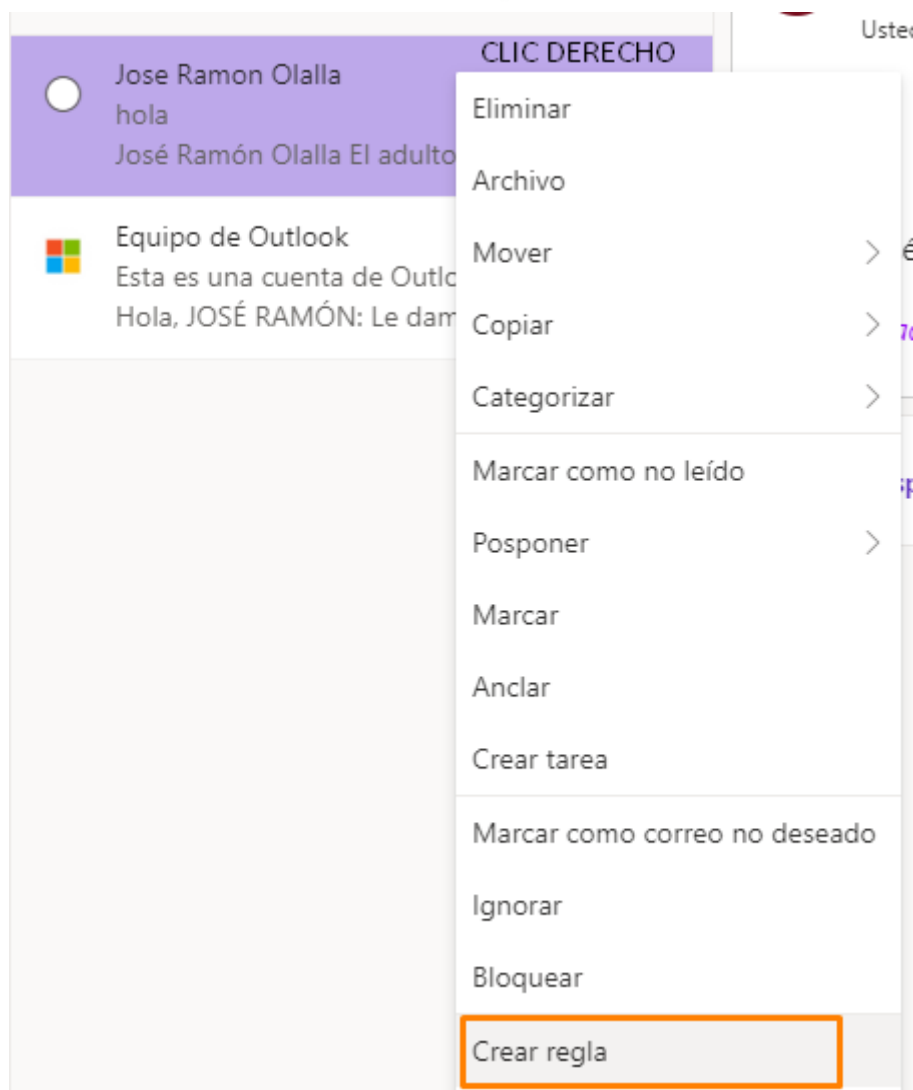 Uste
CLIC DERECHO
Jose Ramon Olalla
hola
José Ramón Olalla El adulto
Equipo de Outlook
Esta es una cuenta de Outlo
Hola, JOSÉ RAMÓN: Le dam
Eliminar
Archivo
Mover
Copiar
Categorizar
Marcar como no leído
Posponer
Marcar
Anclar
Crear tarea
Marcar como correo no deseado
Ignorar
Bloquear
Crear regla